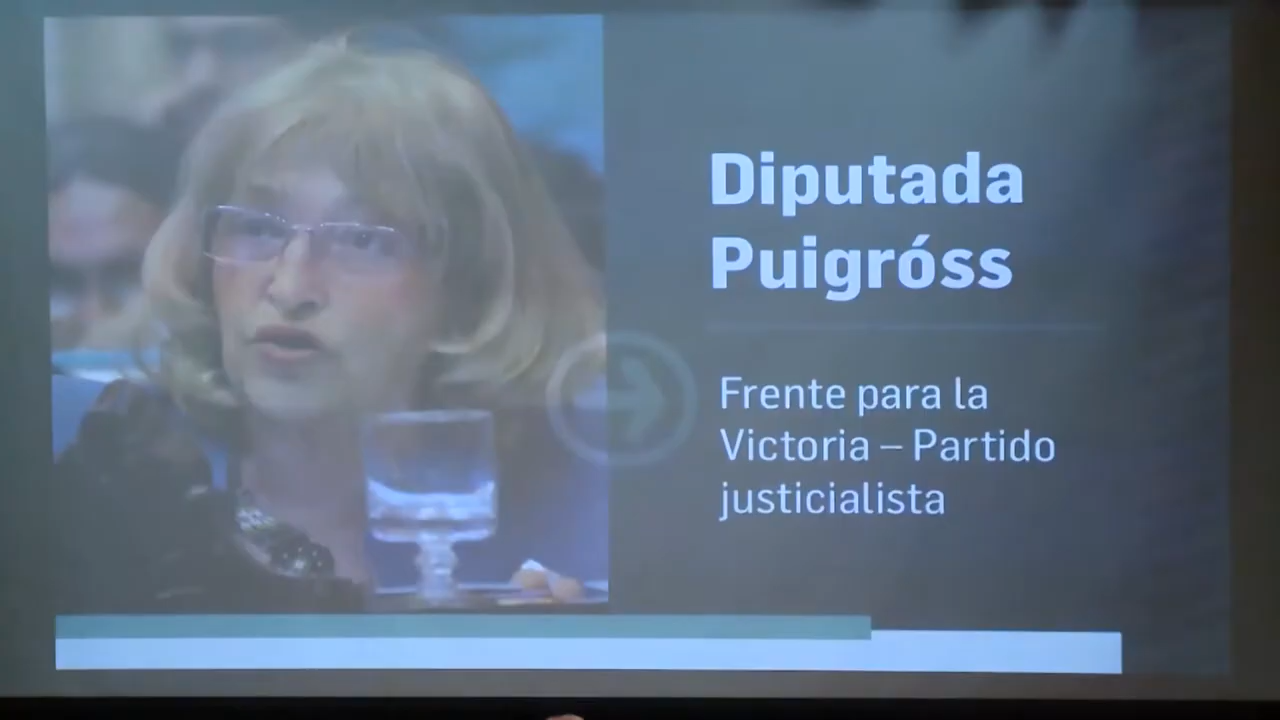 Diputada
Puigróss
Frente para la
Victoria – Partido
justicialista